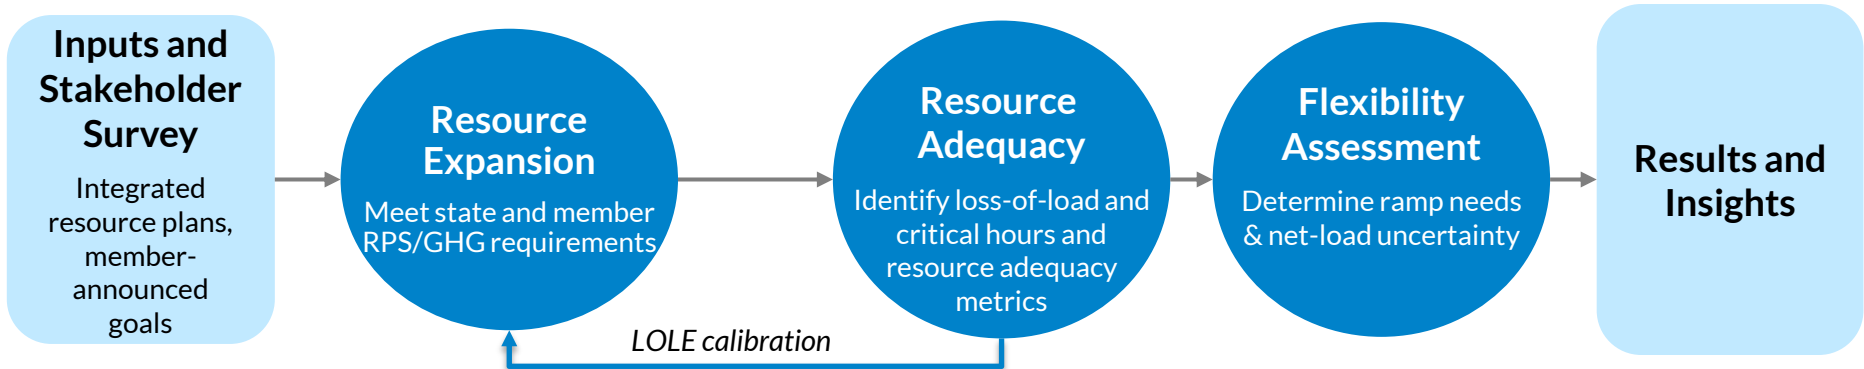 Inputs and
Stakeholder
Survey
Integrated
resource plans,
member-
announced
goals
Resource
Expansion
Meet state and member
RPS/GHG requirements
Resource
Adequacy
Identify loss-of-load and
critical hours and
resource adequacy
metrics
LOLE calibration
Flexibility
Assessment
Determine ramp needs
& net-load uncertainty
Results and
Insights